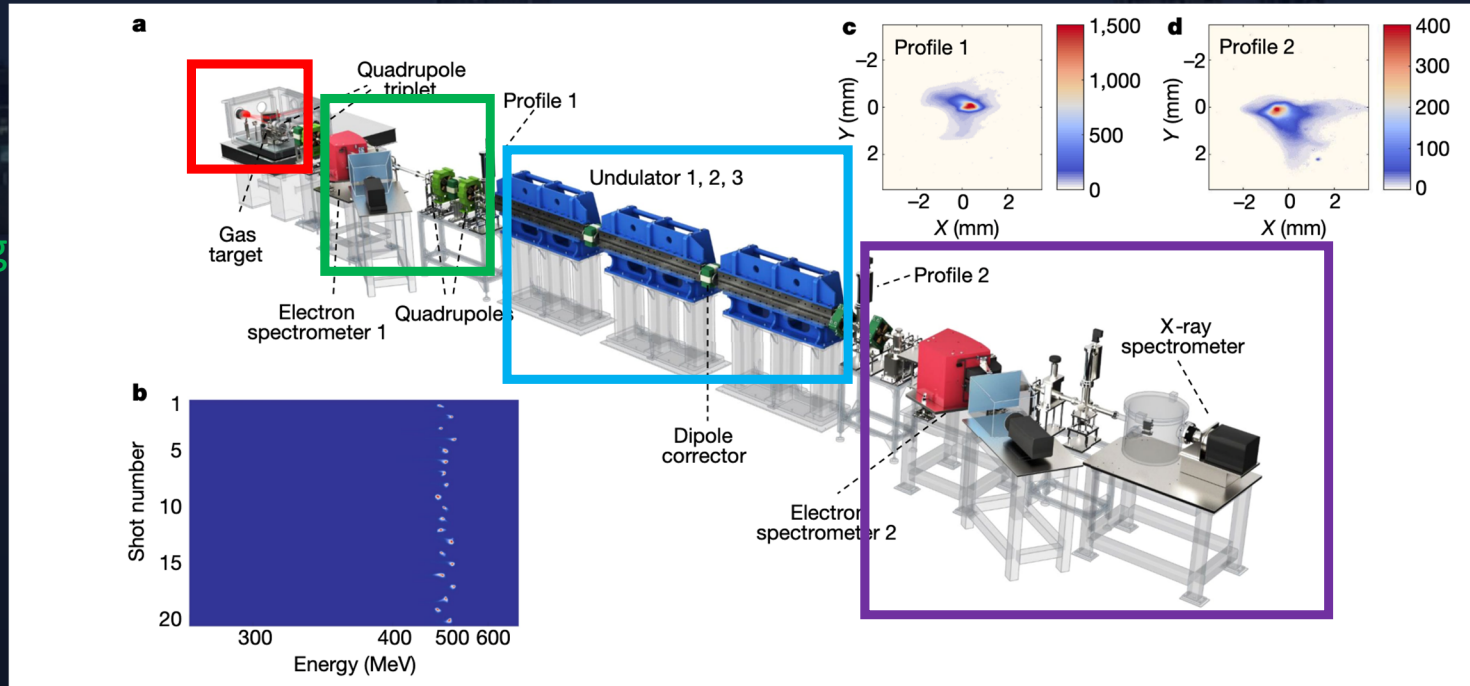 a
Quadrupole
triplet
Profile 1
Undulator 1, 2, 3
Gas
target
Electron
spectrometer 1
Quadrupoles
Dipole
corrector
Profile 2
X-ray
spectrometer
Electron
spectrometer 2
b
Shot number
1
5
10
15
20
300 400 500 600
Energy (MeV)
c
Profile 1
Y (mm)
−2
0
2
−2 0 2
X (mm)
1,500
1,000
500
0
d
Profile 2
Y (mm)
−2
0
2
−2 0 2
X (mm)
400
300
200
100
0